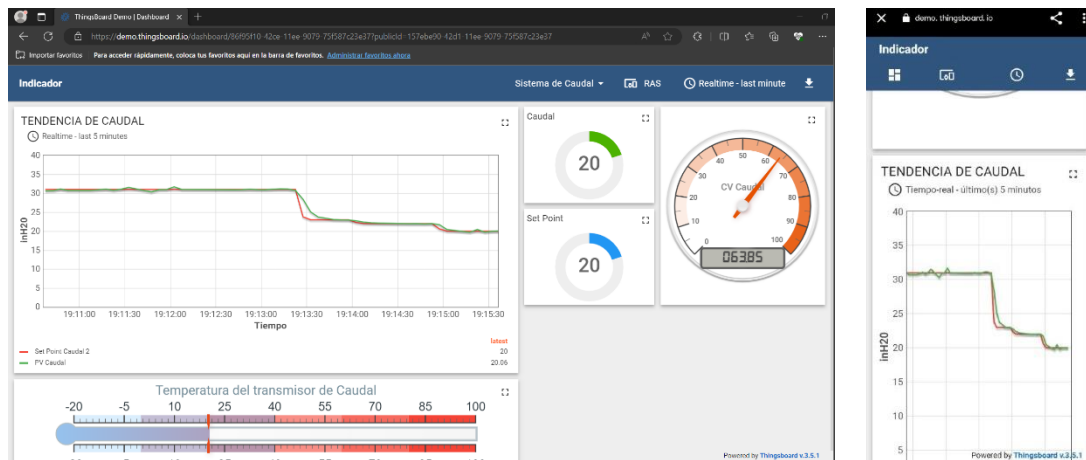 ThingsBoard Demo | Dashboard
https://demo.thingsboard.io/dashboard/86f95f10-42ce-11ee-9079-75f587c23e37?publicId=157ebe90-42d1-11ee-9079-75f587c23e37
Importar favoritos Para acceder rápidamente, coloca tus favoritos aquí en la barra de favoritos. Administrar favoritos ahora
Indicador
Sistema de Caudal
RAS
Realtime - last minute
TENDENCIA DE CAUDAL
Realtime - last 5 minutes
40
35
30
25
20
15
10
5
0
inH20
19:11:00 19:11:30 19:12:00 19:12:30 19:13:00 19:13:30 19:14:00 19:14:30 19:15:00 19:15:30
Tiempo
latest
Set Point Caudal 2 20
PV Caudal 20.06
Caudal
20
Set Point
20
0 10 20 30 40 50 60 70 80 90 100
CV Caudal
063.85
Temperatura del transmisor de Caudal
-20 -5 10 25 40 55 70 85 100
Powered by Thingsboard v.3.5.1
demo.thingsboard.io
Indicador
TENDENCIA DE CAUDAL
Tiempo-real - último(s) 5 minutos
40
35
30
25
20
15
10
5
inH20
Powered by Thingsboard v.3.5.1